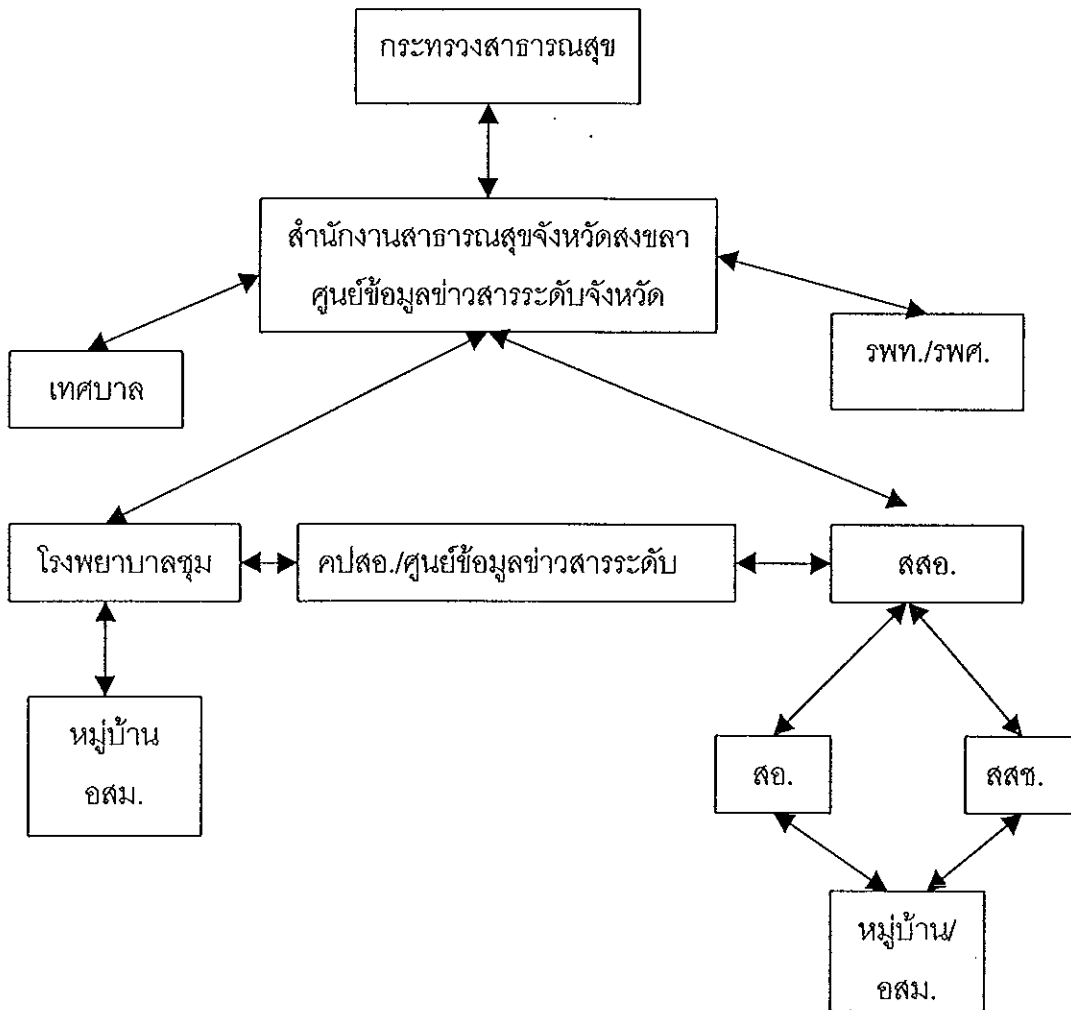 กระทรวงสาธารณสุข
สำนักงานสาธารณสุขจังหวัดสงขลา
ศูนย์ข้อมูลข่าวสารระดับจังหวัด
เทศบาล
รพท./รพศ.
โรงพยาบาลชุม
คปสอ./ศูนย์ข้อมูลข่าวสารระดับ
สสอ.
หมู่บ้าน
อสม.
สอ.
สสช.
หมู่บ้าน/
อสม.